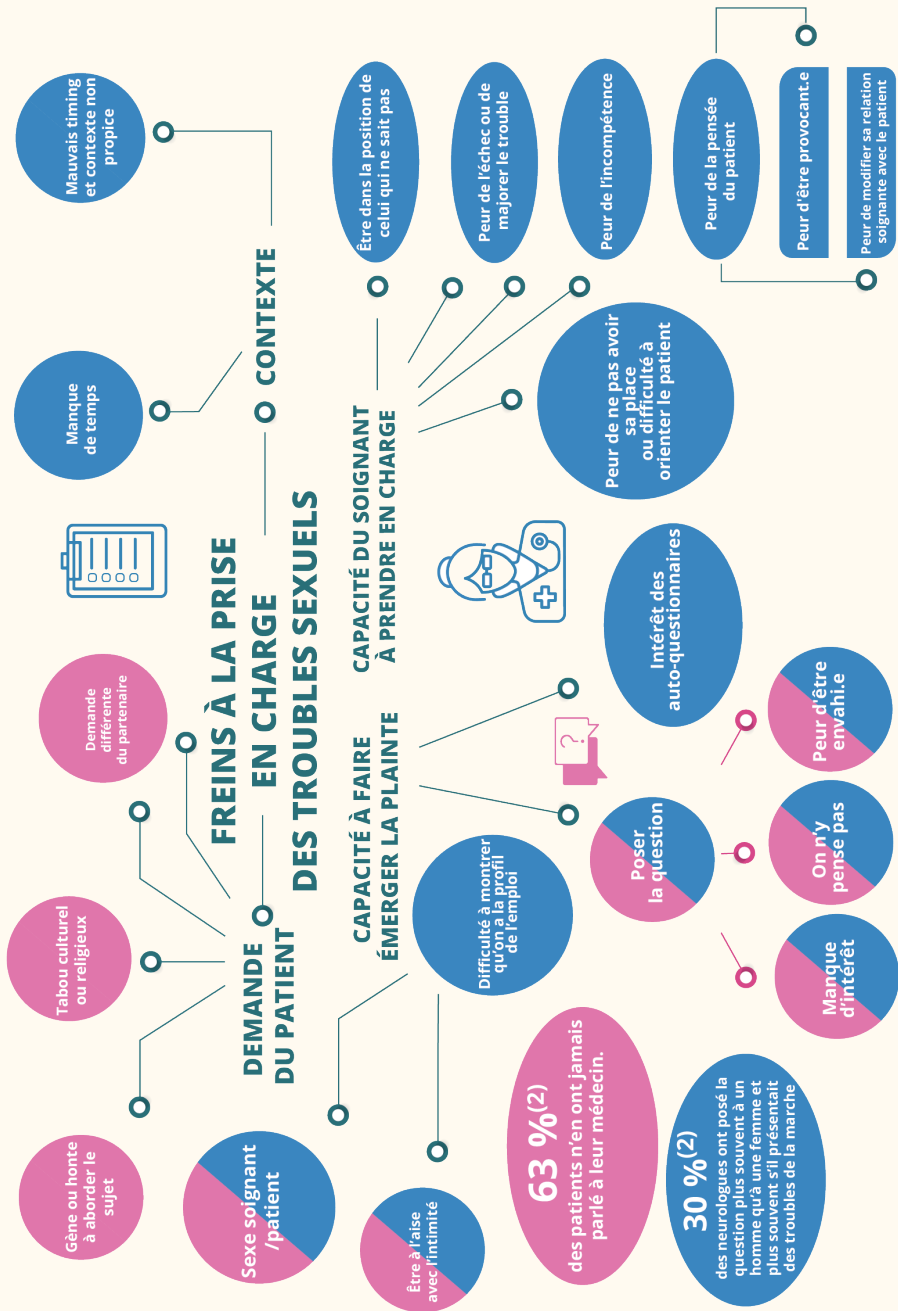 FREINS À LA PRISE
EN CHARGE
DES TROUBLES SEXUELS
DEMANDE
DU PATIENT
Gène ou honte
à aborder le
sujet
Tabou culturel
ou religieux
Demande
différente
du partenaire
CONTEXTE
Manque
de temps
Mauvais timing
et contexte non
propice
CAPACITÉ À FAIRE
ÉMERGER LA PLAINTE
Sexe soignant
/patient
Être à l'aise
avec l'intimité
Difficulté à montrer
qu'on a la profil
de l'emploi
Poser
la question
Manque
d'intérêt
On n'y
pense pas
Peur d'être
envahi.e
?
Intérêt des
auto-questionnaires
CAPACITÉ DU SOIGNANT
À PRENDRE EN CHARGE
Peur de ne pas avoir
sa place
ou difficulté à
orienter le patient
Être dans la position de
celui qui ne sait pas
Peur de l'échec ou de
majorer le trouble
Peur de l'incompétence
Peur de la pensée
du patient
Peur d'être provocant.e
Peur de modifier sa relation
soignante avec le patient
63 %(2)
des patients n'en ont jamais
parlé à leur médecin.
30 %(2)
des neurologues ont posé la
question plus souvent à un
homme qu'à une femme et
plus souvent s'il présentait
des troubles de la marche